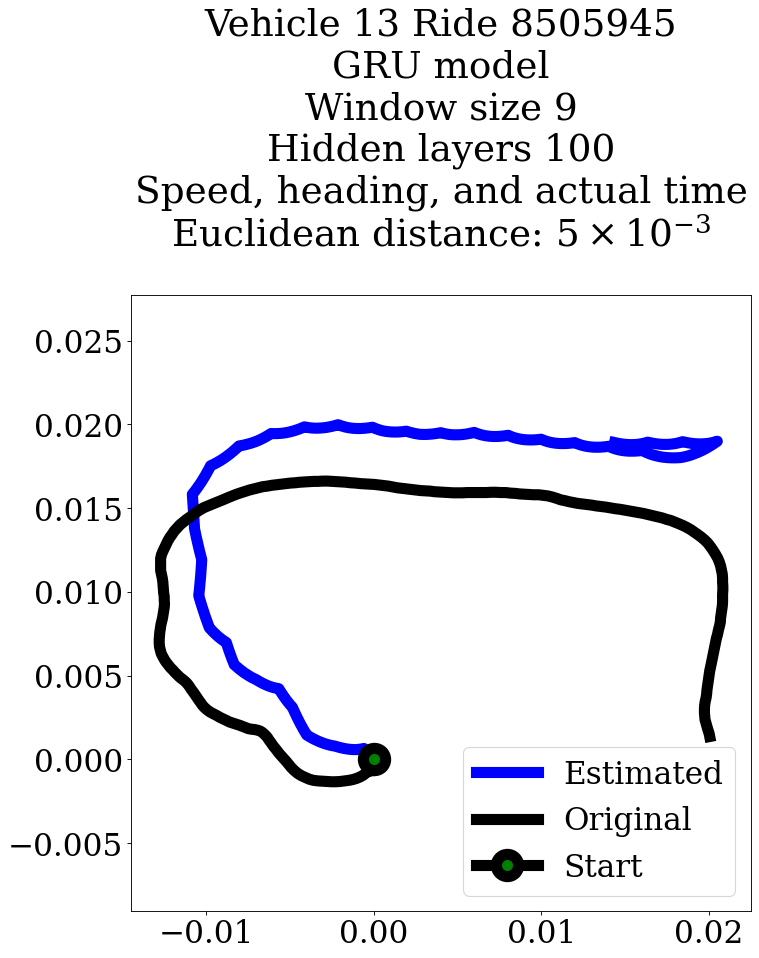 Vehicle 13 Ride 8505945
GRU model
Window size 9
Hidden layers 100
Speed, heading, and actual time
Euclidean distance: 5 × 10⁻³
0.025
0.020
0.015
0.010
0.005
0.000
−0.005
Estimated
Original
Start
−0.01 0.00 0.01 0.02